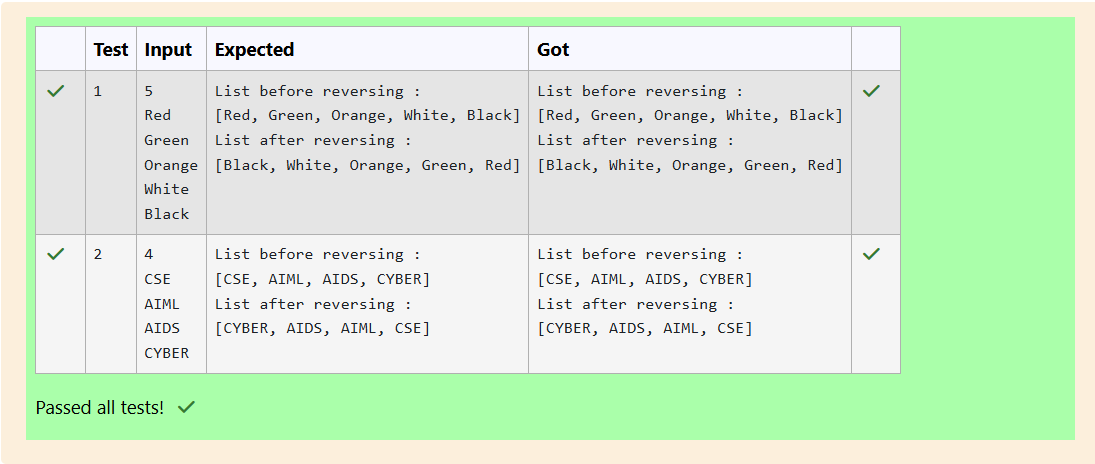 Test Input Expected Got
1 5 List before reversing : List before reversing :
Red [Red, Green, Orange, White, Black] [Red, Green, Orange, White, Black]
Green List after reversing : List after reversing :
Orange [Black, White, Orange, Green, Red] [Black, White, Orange, Green, Red]
White
Black
2 4 List before reversing : List before reversing :
CSE [CSE, AIML, AIDS, CYBER] [CSE, AIML, AIDS, CYBER]
AIML List after reversing : List after reversing :
AIDS [CYBER, AIDS, AIML, CSE] [CYBER, AIDS, AIML, CSE]
CYBER
Passed all tests!